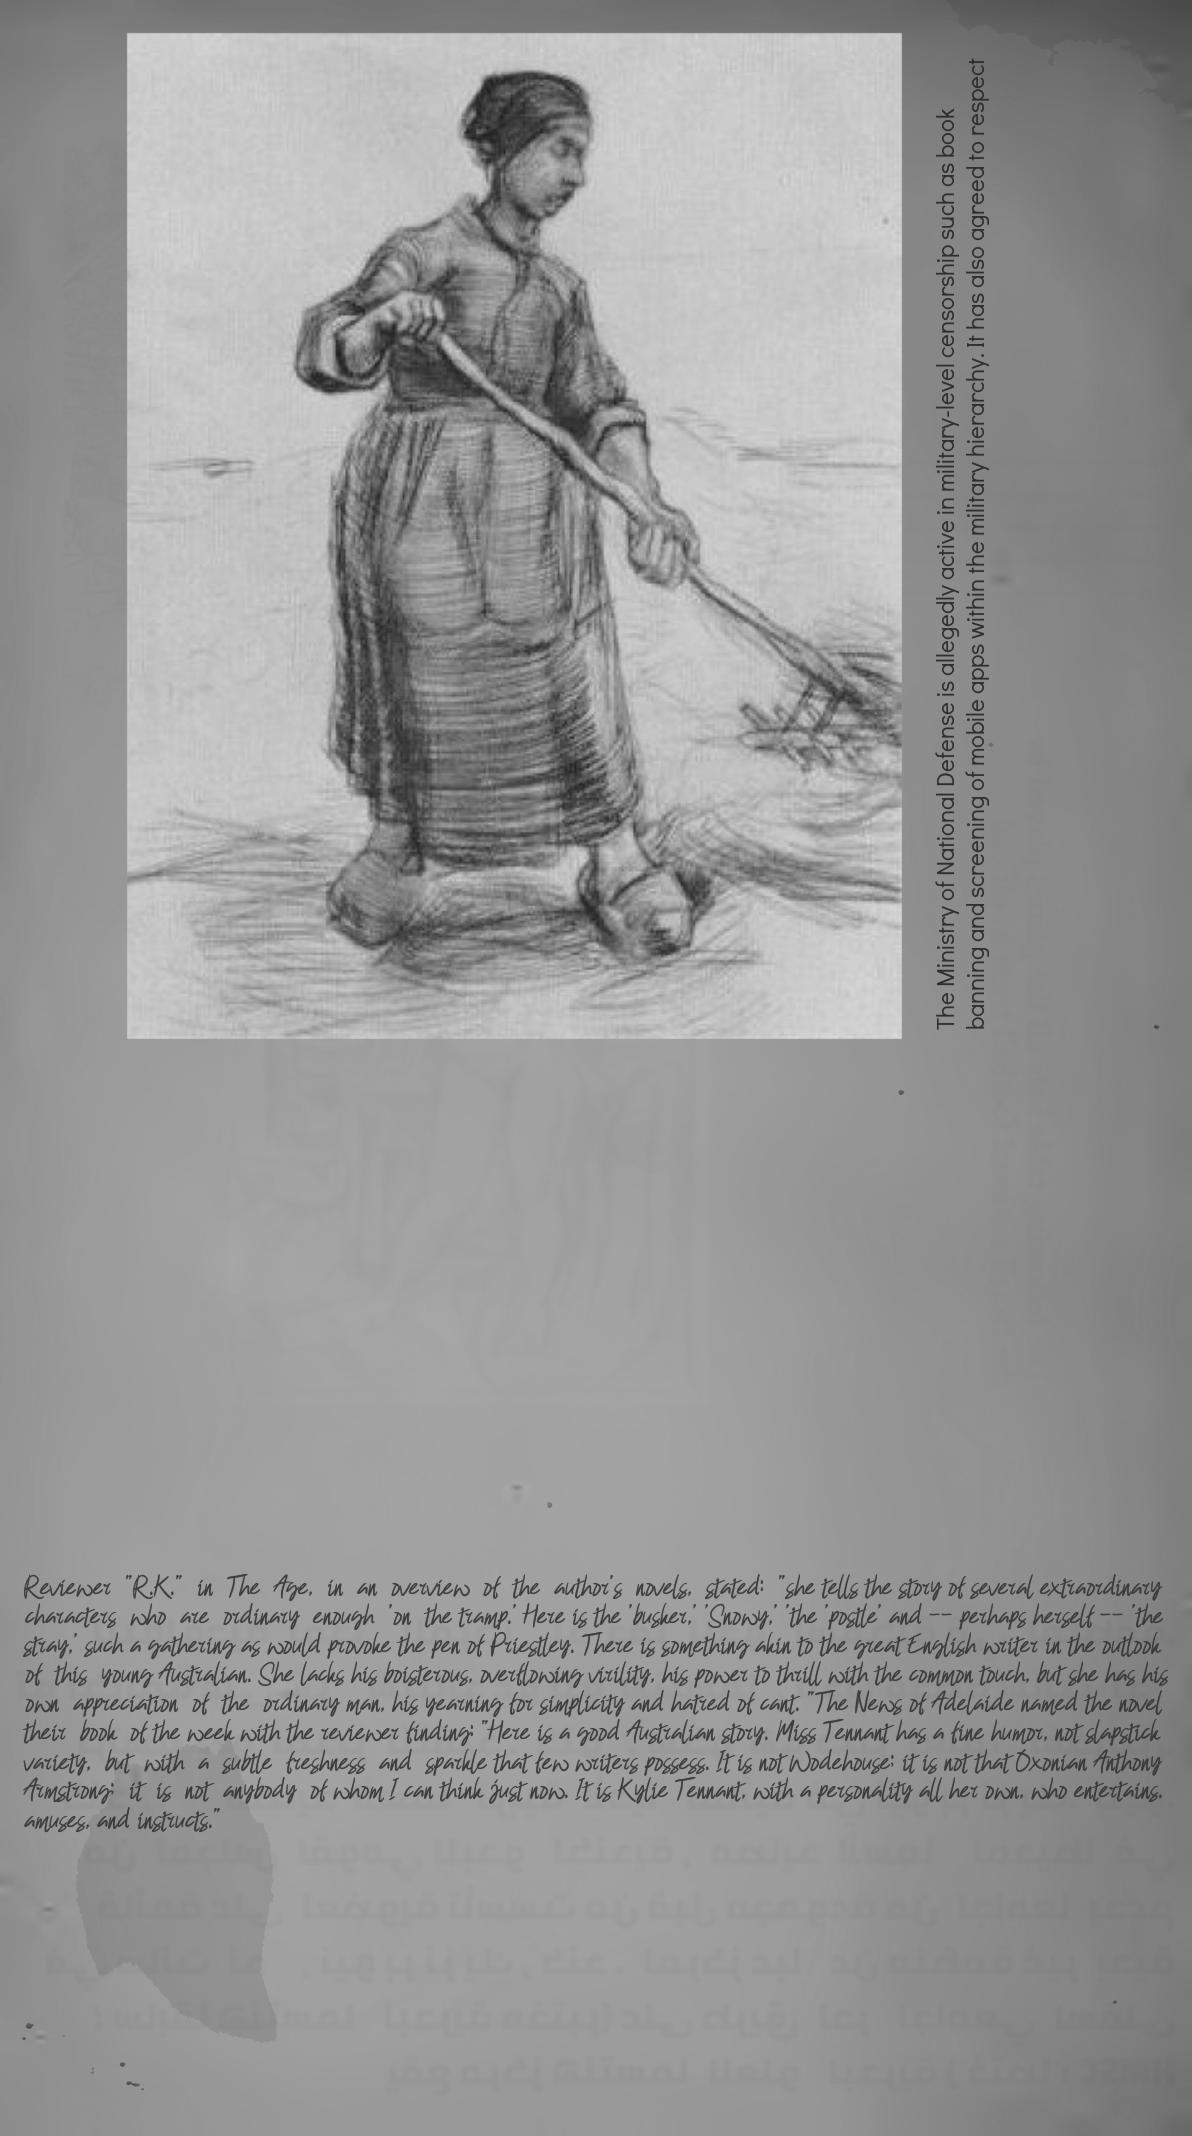 The Ministry of National Defense is allegedly active in military-level censorship such as book
banning and screening of mobile apps within the military hierarchy. It has also agreed to respect
Reviewer "R.K." in The Age, in an overview of the author's novels, stated: "she tells the story of several extraordinary
characters who are ordinary enough 'on the tramp.' Here is the 'busker,' 'Snowy,' 'the 'postle' and -- perhaps herself -- 'the
stray,' such a gathering as would provoke the pen of Priestley. There is something akin to the great English writer in the outlook
of this young Australian. She lacks his boisterous, overflowing virility, his power to thrill with the common touch, but she has his
own appreciation of the ordinary man, his yearning for simplicity and hatred of cant. "The News of Adelaide named the novel
their book of the week with the reviewer finding: "Here is a good Australian story. Miss Tennant has a fine humor, not slapstick
variety, but with a subtle freshness and sparkle that few writers possess. It is not Wodehouse; it is not that Oxonian Anthony
Armstrong; it is not anybody of whom I can think just now. It is Kylie Tennant, with a personality all her own, who entertains,
amuses, and instructs."